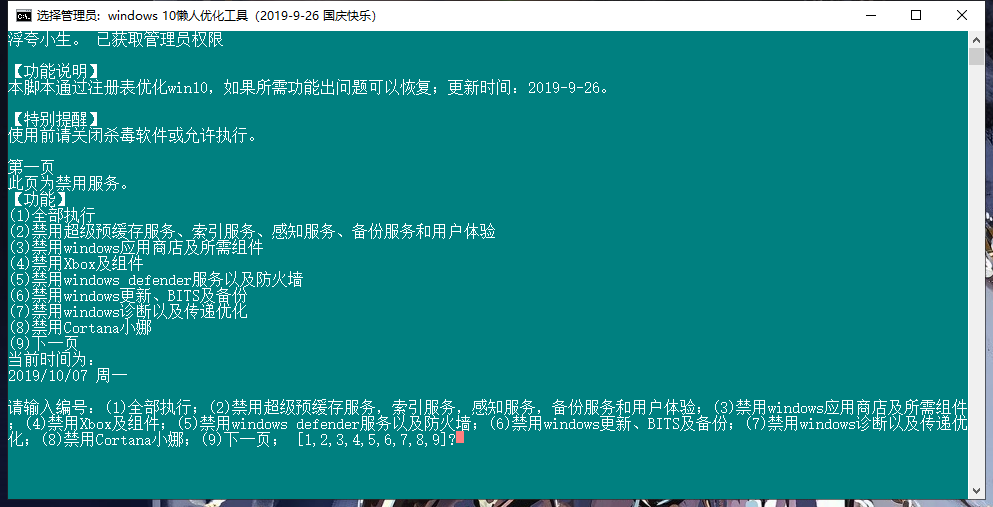 选择管理员: windows 10懒人优化工具（2019-9-26 国庆快乐）
浮夸小生。 已获取管理员权限
【功能说明】
本脚本通过注册表优化win10，如果所需功能出问题可以恢复；更新时间：2019-9-26。
【特别提醒】
使用前请关闭杀毒软件或允许执行。
第一页
此页为禁用服务。
【功能】
(1)全部执行
(2)禁用超级预缓存服务、索引服务、感知服务、备份服务和用户体验
(3)禁用windows应用商店及所需组件
(4)禁用Xbox及组件
(5)禁用windows defender服务以及防火墙
(6)禁用windows更新、BITS及备份
(7)禁用windows诊断以及传递优化
(8)禁用Cortana小娜
(9)下一页
当前时间为：
2019/10/07 周一
请输入编号：(1)全部执行；(2)禁用超级预缓存服务，索引服务，感知服务，备份服务和用户体验；(3)禁用windows应用商店及所需组件
；(4)禁用Xbox及组件；(5)禁用windows defender服务以及防火墙；(6)禁用windows更新、BITS及备份；(7)禁用windows诊断以及传递优
化；(8)禁用Cortana小娜；(9)下一页； [1,2,3,4,5,6,7,8,9]?